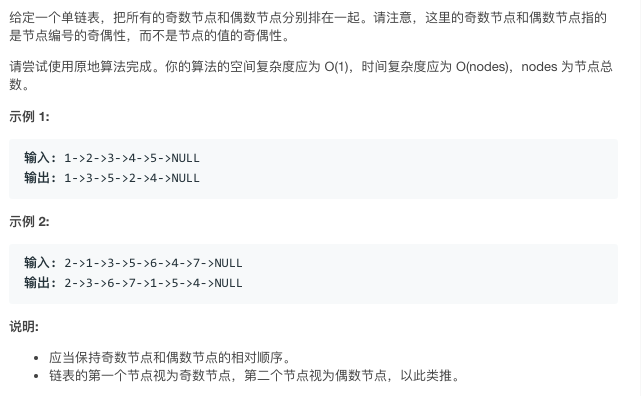 给定一个单链表，把所有的奇数节点和偶数节点分别排在一起。请注意，这里的奇数节点和偶数节点指的
是节点编号的奇偶性，而不是节点的值的奇偶性。
请尝试使用原地算法完成。你的算法的空间复杂度应为 O(1)，时间复杂度应为 O(nodes)，nodes 为节点总
数。
示例 1:
输入: 1->2->3->4->5->NULL
输出: 1->3->5->2->4->NULL
示例 2:
输入: 2->1->3->5->6->4->7->NULL
输出: 2->3->6->7->1->5->4->NULL
说明:
• 应当保持奇数节点和偶数节点的相对顺序。
• 链表的第一个节点视为奇数节点，第二个节点视为偶数节点，以此类推。